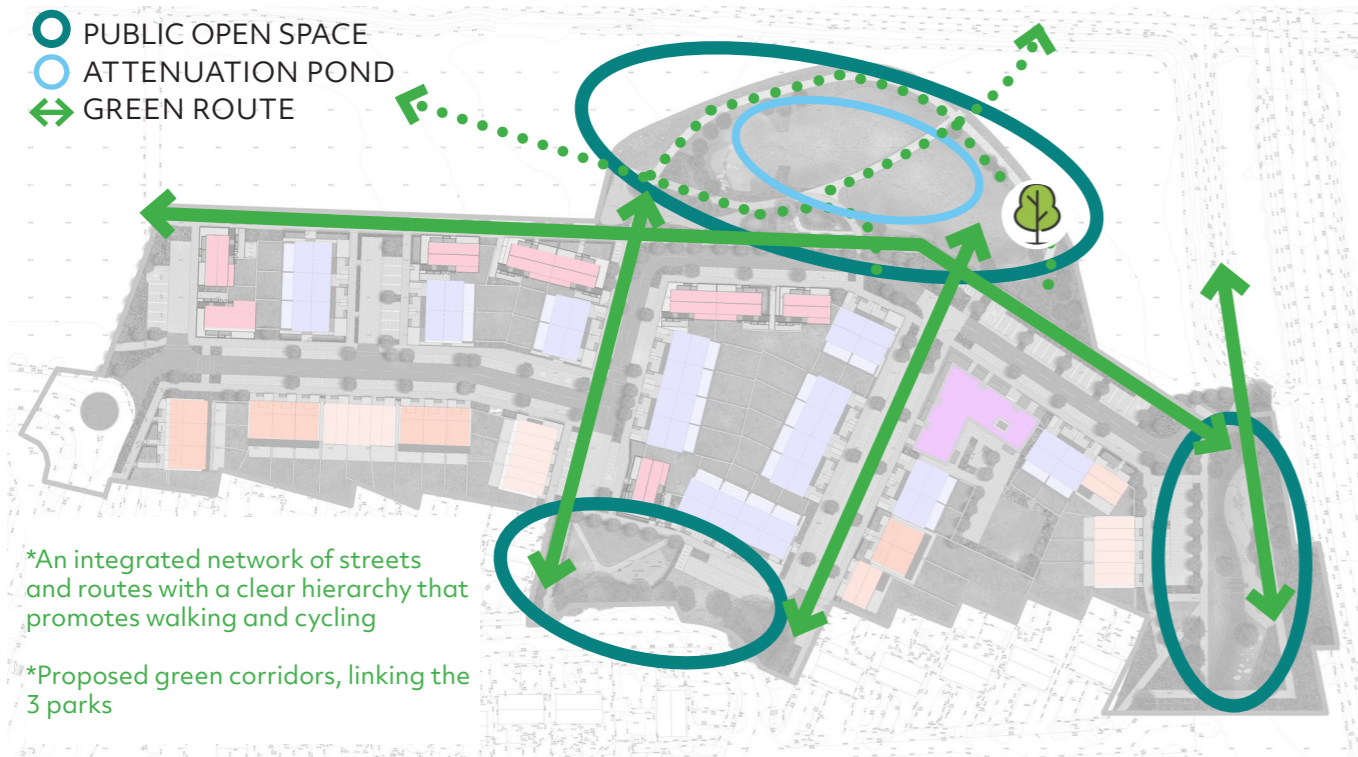 PUBLIC OPEN SPACE
ATTENUATION POND
GREEN ROUTE
*An integrated network of streets
and routes with a clear hierarchy that
promotes walking and cycling
*Proposed green corridors, linking the
3 parks